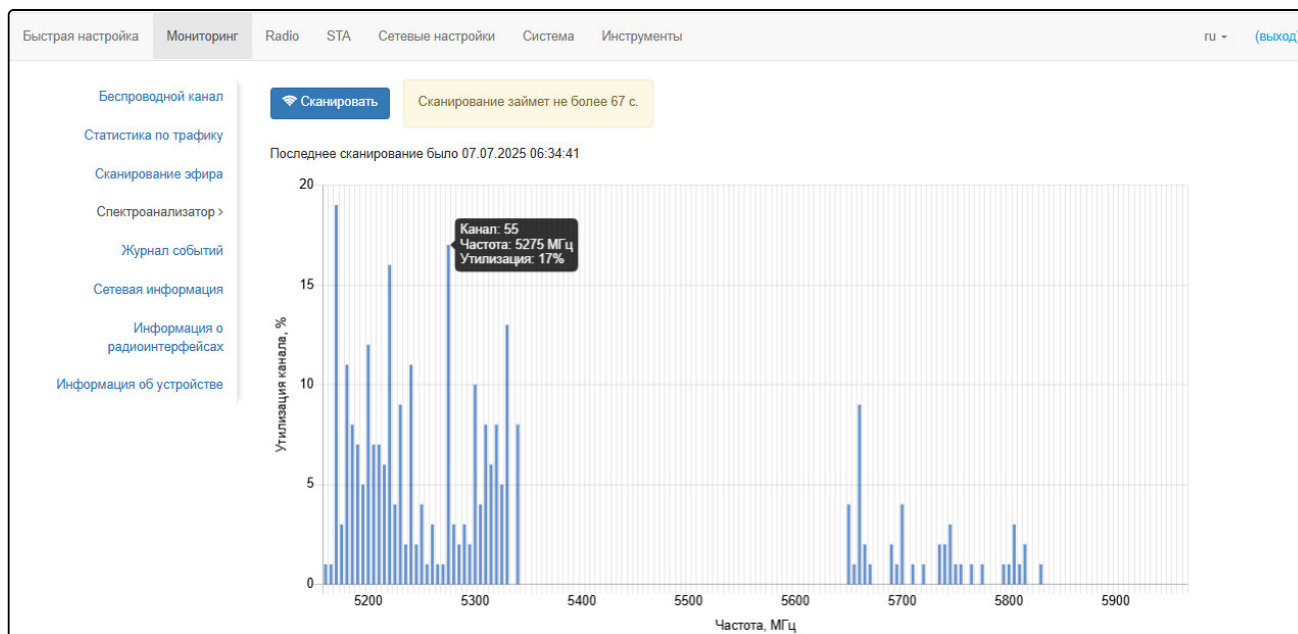 Быстрая настройка Мониторинг Radio STA Сетевые настройки Система Инструменты ru (выход)
Беспроводной канал
Статистика по трафику
Сканирование эфира
Спектроанализатор >
Журнал событий
Сетевая информация
Информация о
радиоинтерфейсах
Информация об устройстве
Сканировать
Сканирование займет не более 67 с.
Последнее сканирование было 07.07.2025 06:34:41
Утилизация канала, %
20
15
10
5
0
Канал: 55
Частота: 5275 МГц
Утилизация: 17%
5200 5300 5400 5500 5600 5700 5800 5900
Частота, МГц